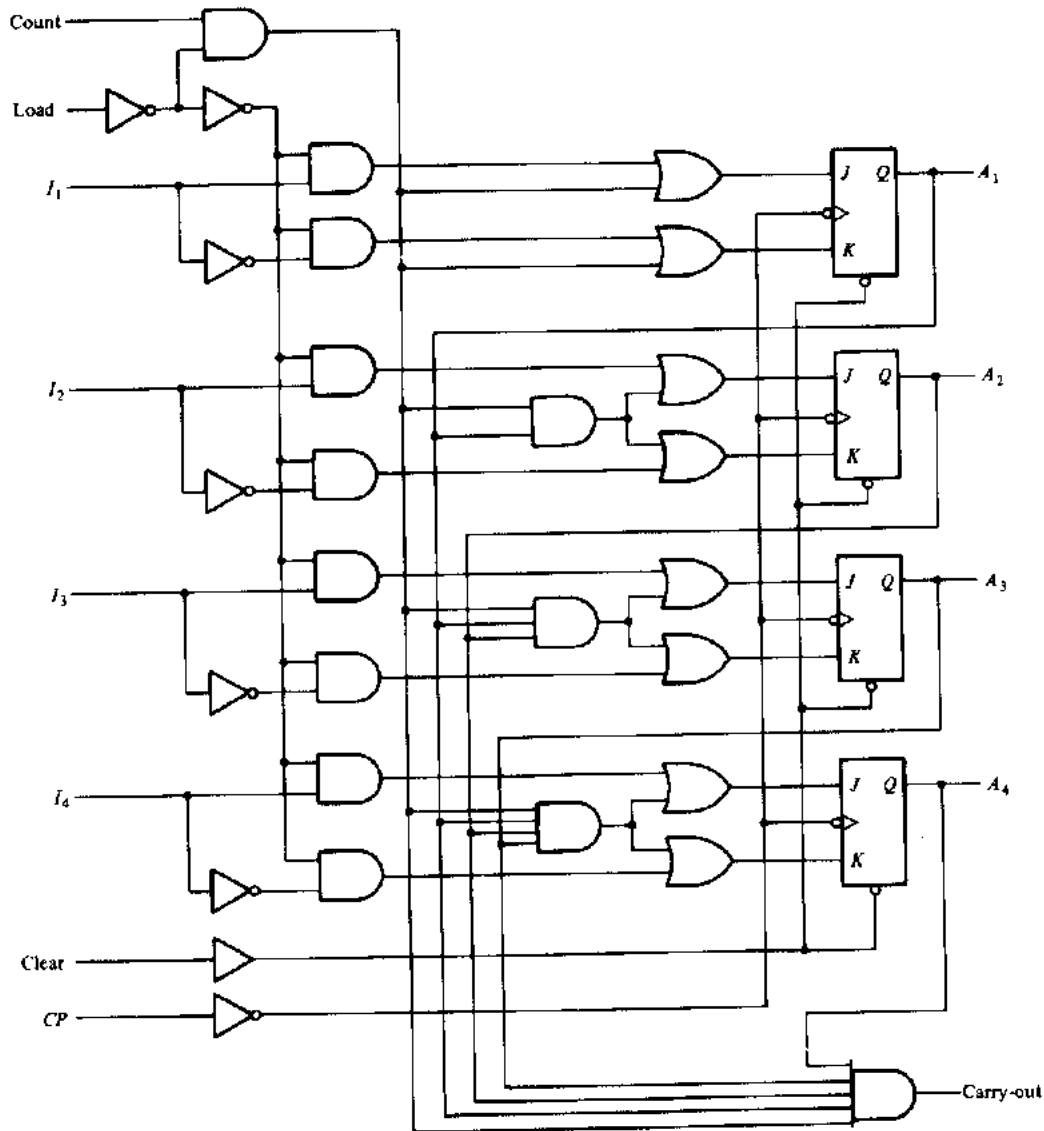 Count
Load
I₁
J Q
A₁
K
I₂
J Q
A₂
K
I₃
J Q
A₃
K
I₄
J Q
A₄
K
Clear
CP
Carry-out